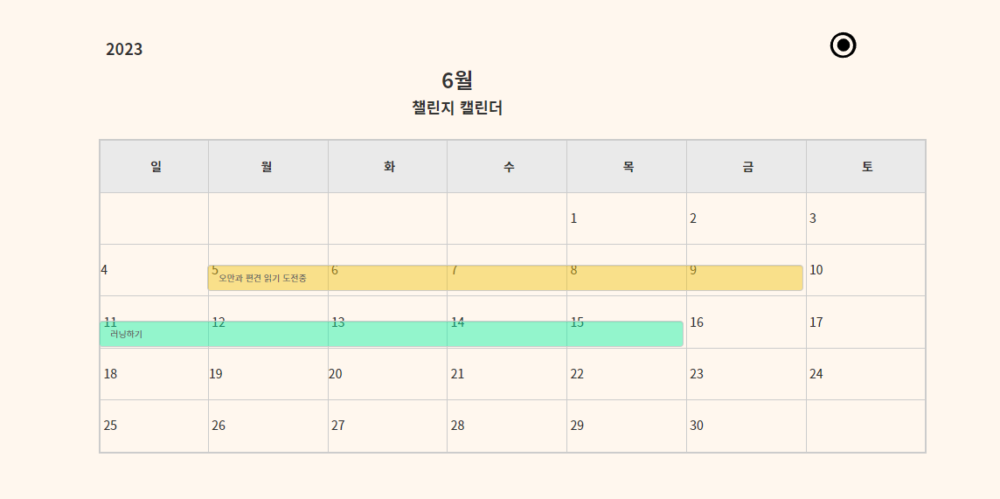 2023
6월
챌린지 캘린더
일 월 화 수 목 금 토
1 2 3
4 5 6 7 8 9 10
오만과 편견 읽기 도전중
11 12 13 14 15 16 17
러닝하기
18 19 20 21 22 23 24
25 26 27 28 29 30